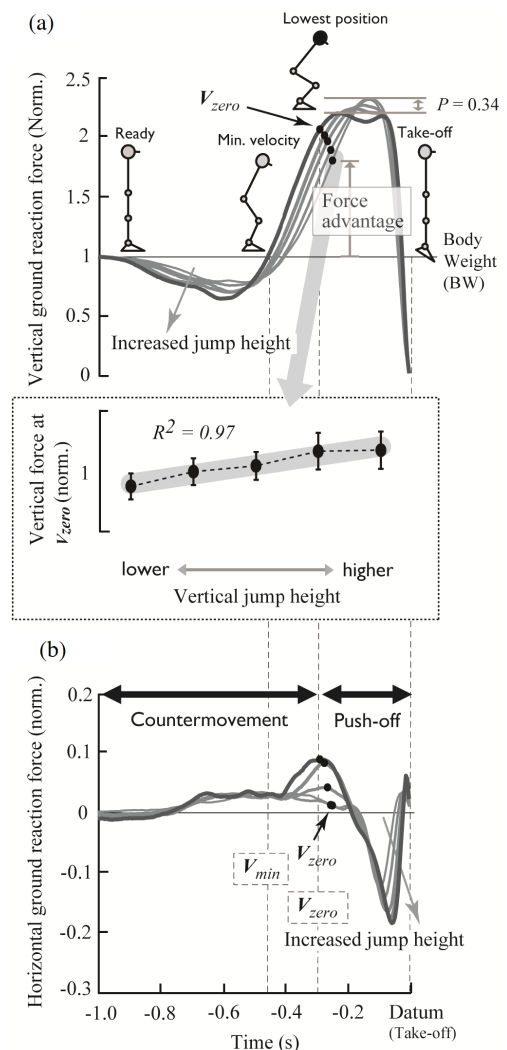 (a)
Lowest position
2.5
Vzero
P = 0.34
Ready
Min. velocity
Take-off
2
1.5
Force
advantage
1
Body
Weight
(BW)
0.5
Increased jump height
0
Vertical ground reaction force (Norm.)
R2 = 0.97
1
Vertical force at
Vzero (norm.)
lower
higher
Vertical jump height
(b)
0.2
Countermovement
Push-off
0.1
0
Vzero
Vmin
-0.1
Vzero
Increased jump height
-0.2
-0.3
Horizontal ground reaction force (norm.)
-1.0
-0.8
-0.6
-0.4
-0.2
Datum
(Take-off)
Time (s)